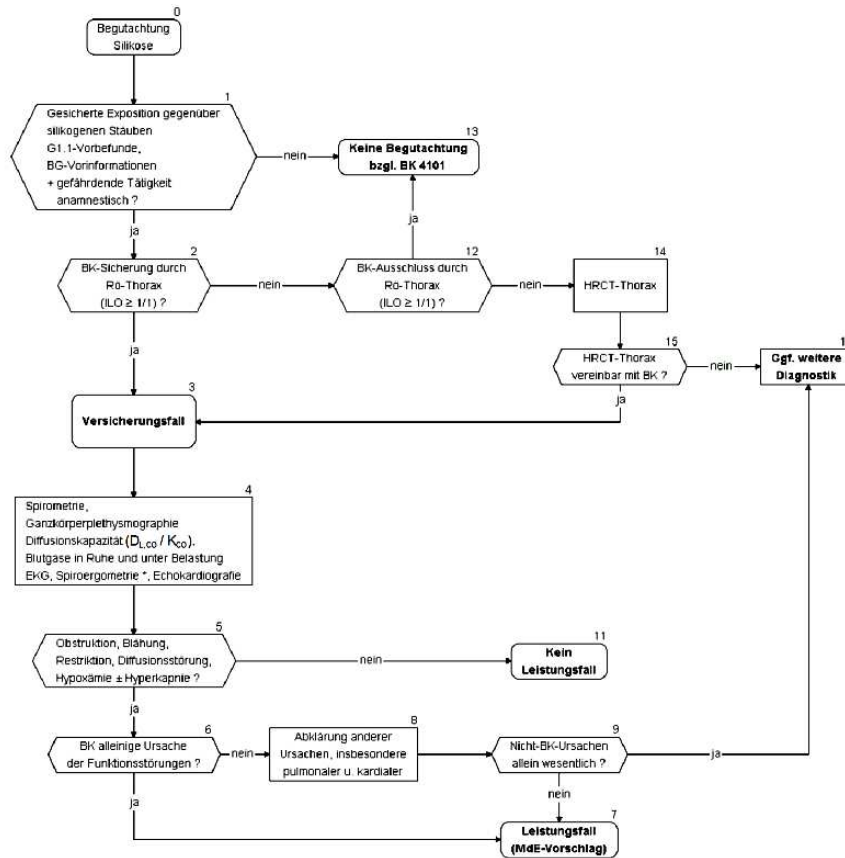 0
Begutachtung
Silikose
1
Gesicherte Exposition gegenüber
silikogenen Stäuben
G1.1-Vorbefunde,
BG-Vorinformationen
+ gefährdende Tätigkeit
anamnestisch ?
nein
13
Keine Begutachtung
bzgl. BK 4101
ja
ja
2
BK-Sicherung durch
Rö-Thorax
(ILO ≥ 1/1) ?
nein
12
BK-Ausschluss durch
Rö-Thorax
(ILO ≥ 1/1) ?
nein
14
HRCT-Thorax
ja
15
HRCT-Thorax
vereinbar mit BK ?
nein
1
Ggf. weitere
Diagnostik
ja
3
Versicherungsfall
4
Spirometrie,
Ganzkörperplethysmographie
Diffusionskapazität (DL,CO / KCO).
Blutgase in Ruhe und unter Belastung
EKG, Spiroergometrie *, Echokardiografie
5
Obstruktion, Blähung,
Restriktion, Diffusionsstörung,
Hypoxämie ± Hyperkapnie ?
nein
11
Kein
Leistungsfall
ja
6
BK alleinige Ursache
der Funktionsstörungen ?
nein
8
Abklärung anderer
Ursachen, insbesondere
pulmonaler u. kardialer
9
Nicht-BK-Ursachen
allein wesentlich ?
ja
ja
nein
7
Leistungsfall
(MdE-Vorschlag)